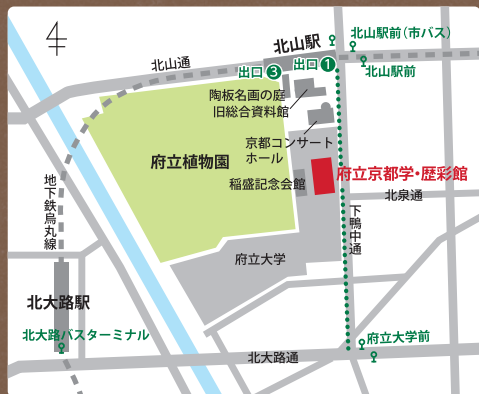 北山駅
北山駅前(市バス)
北山通
出口3
出口1
北山駅前
陶板名画の庭
旧総合資料館
京都コンサート
ホール
府立植物園
府立京都学・歴彩館
稲盛記念会館
北泉通
地下鉄烏丸線
下鴨中通
府立大学
北大路駅
北大路バスターミナル
府立大学前
北大路通